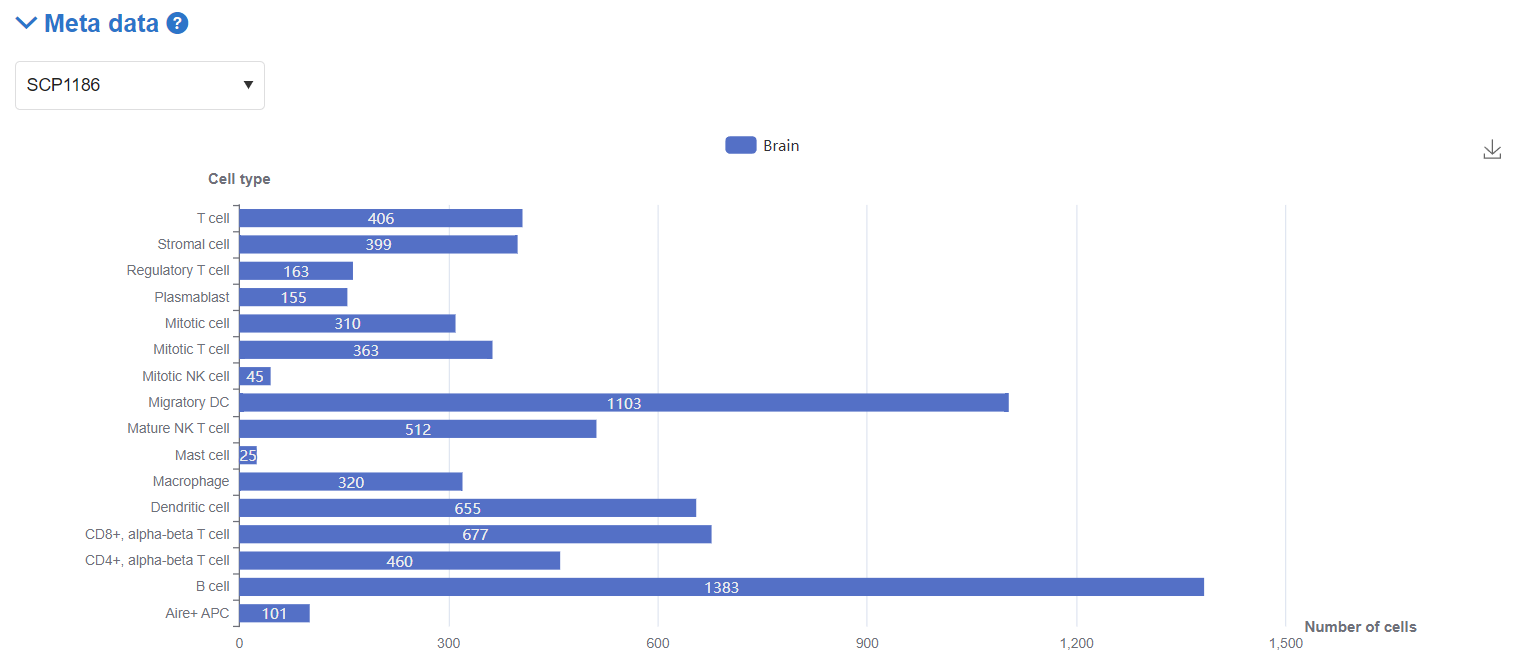 Meta data ?
SCP1186
Brain
Cell type
T cell 406
Stromal cell 399
Regulatory T cell 163
Plasmablast 155
Mitotic cell 310
Mitotic T cell 363
Mitotic NK cell 45
Migratory DC 1103
Mature NK T cell 512
Mast cell 25
Macrophage 320
Dendritic cell 655
CD8+, alpha-beta T cell 677
CD4+, alpha-beta T cell 460
B cell 1383
Aire+ APC 101
Number of cells
0 300 600 900 1,200 1,500